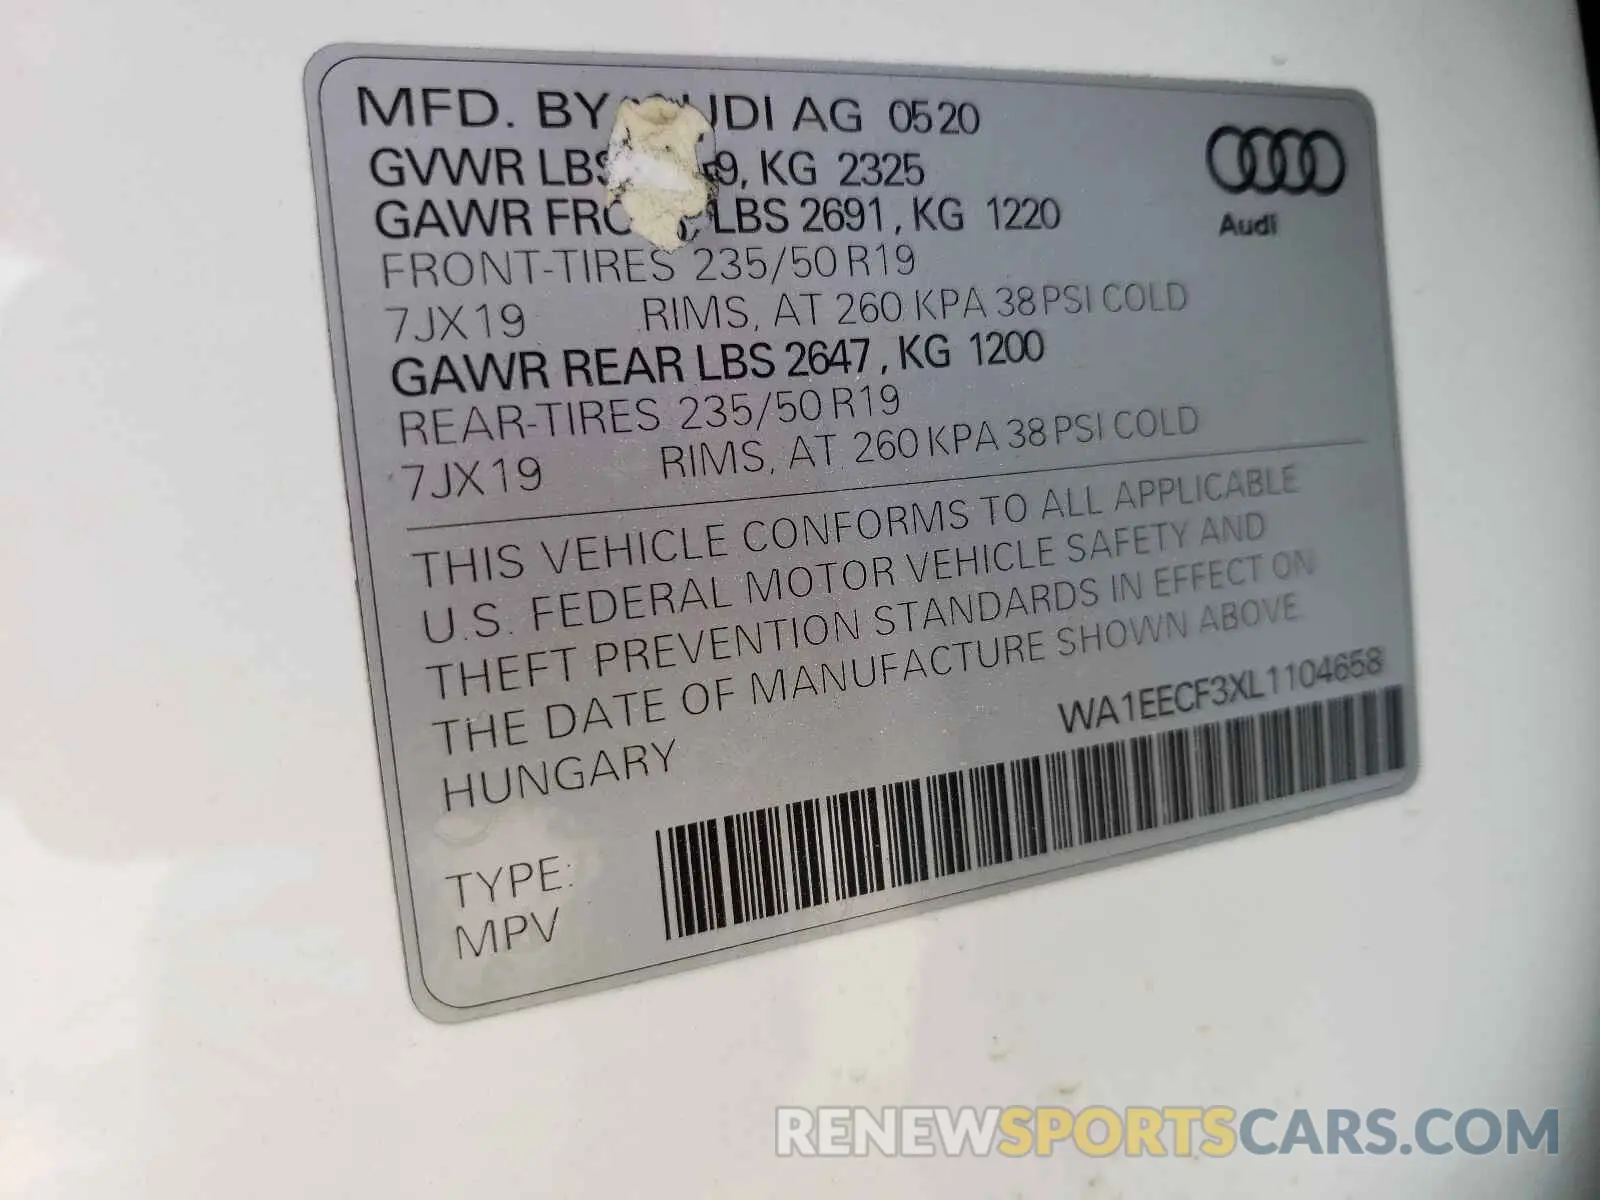 MFD. BY AUDI AG 0520
GVWR LBS 9, KG 2325
GAWR FRONT, LBS 2691, KG 1220
FRONT-TIRES 235/50 R19
7JX19 RIMS, AT 260 KPA 38 PSI COLD
GAWR REAR LBS 2647, KG 1200
REAR-TIRES 235/50 R19
7JX19 RIMS, AT 260 KPA 38 PSI COLD
Audi
THIS VEHICLE CONFORMS TO ALL APPLICABLE
U.S. FEDERAL MOTOR VEHICLE SAFETY AND
THEFT PREVENTION STANDARDS IN EFFECT ON
THE DATE OF MANUFACTURE SHOWN ABOVE.
HUNGARY
WA1EECF3XL1104658
TYPE:
MPV
RENEWSPORTSCARS.COM